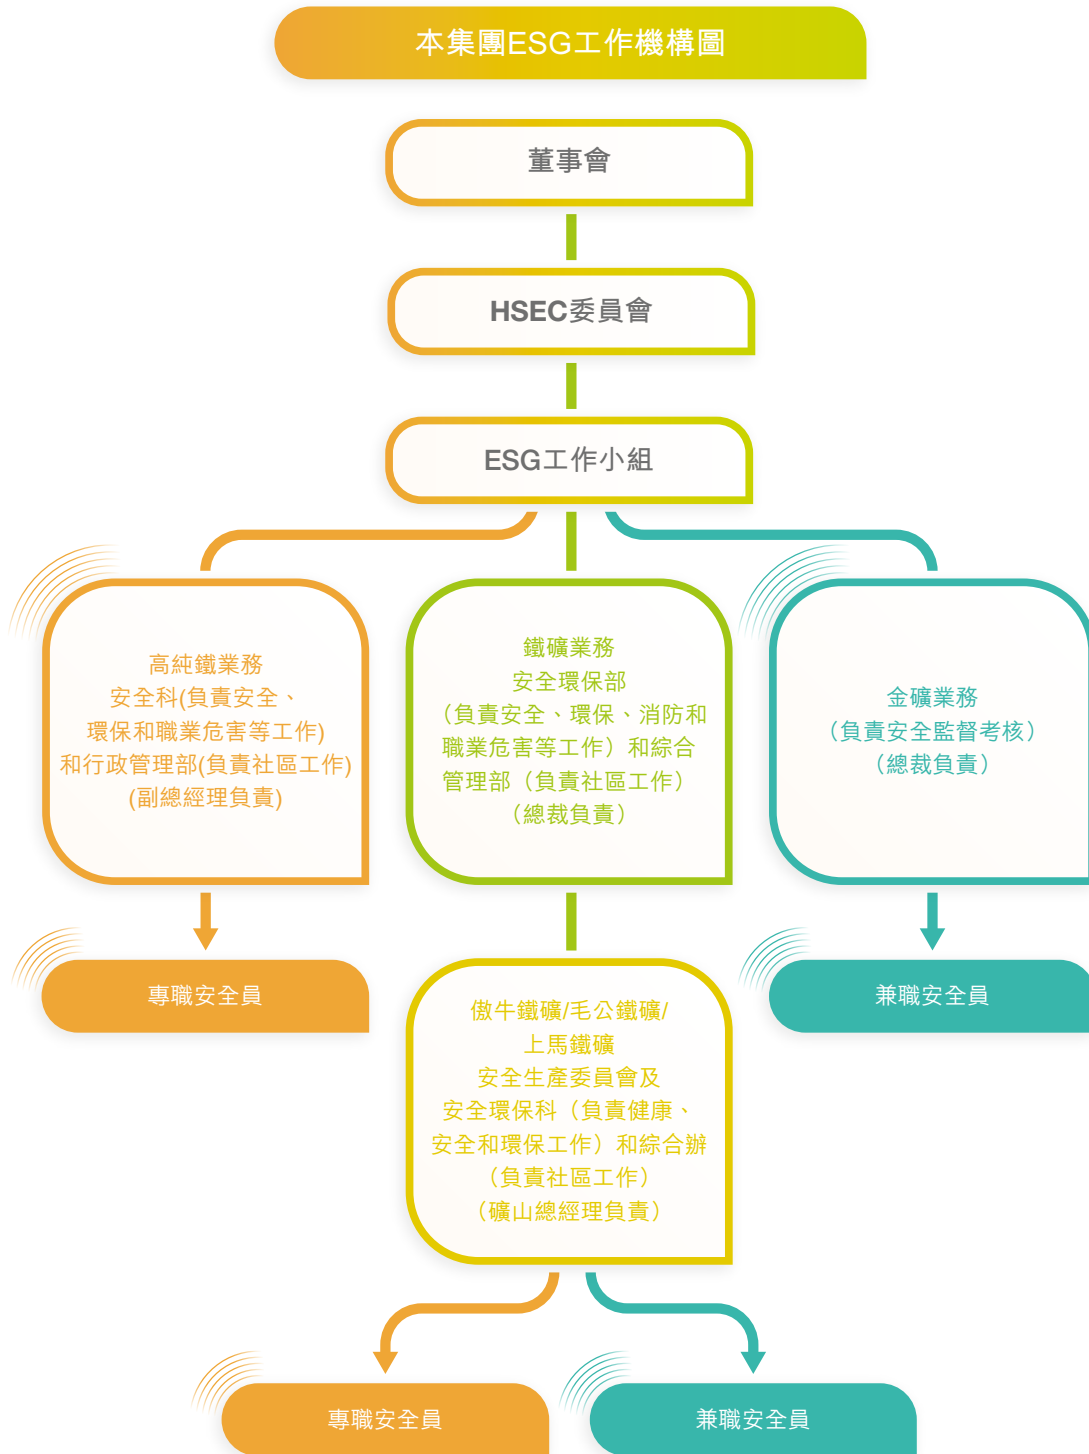 本集團ESG工作機構圖
董事會
HSEC委員會
ESG工作小組
高純鐵業務
安全科(負責安全、
環保和職業危害等工作)
和行政管理部(負責社區工作)
(副總經理負責)
鐵礦業務
安全環保部
（負責安全、環保、消防和
職業危害等工作）和綜合
管理部（負責社區工作）
（總裁負責）
金礦業務
（負責安全監督考核）
（總裁負責）
專職安全員
兼職安全員
傲牛鐵礦/毛公鐵礦/
上馬鐵礦
安全生產委員會及
安全環保科（負責健康、
安全和環保工作）和綜合辦
（負責社區工作）
（礦山總經理負責）
專職安全員
兼職安全員